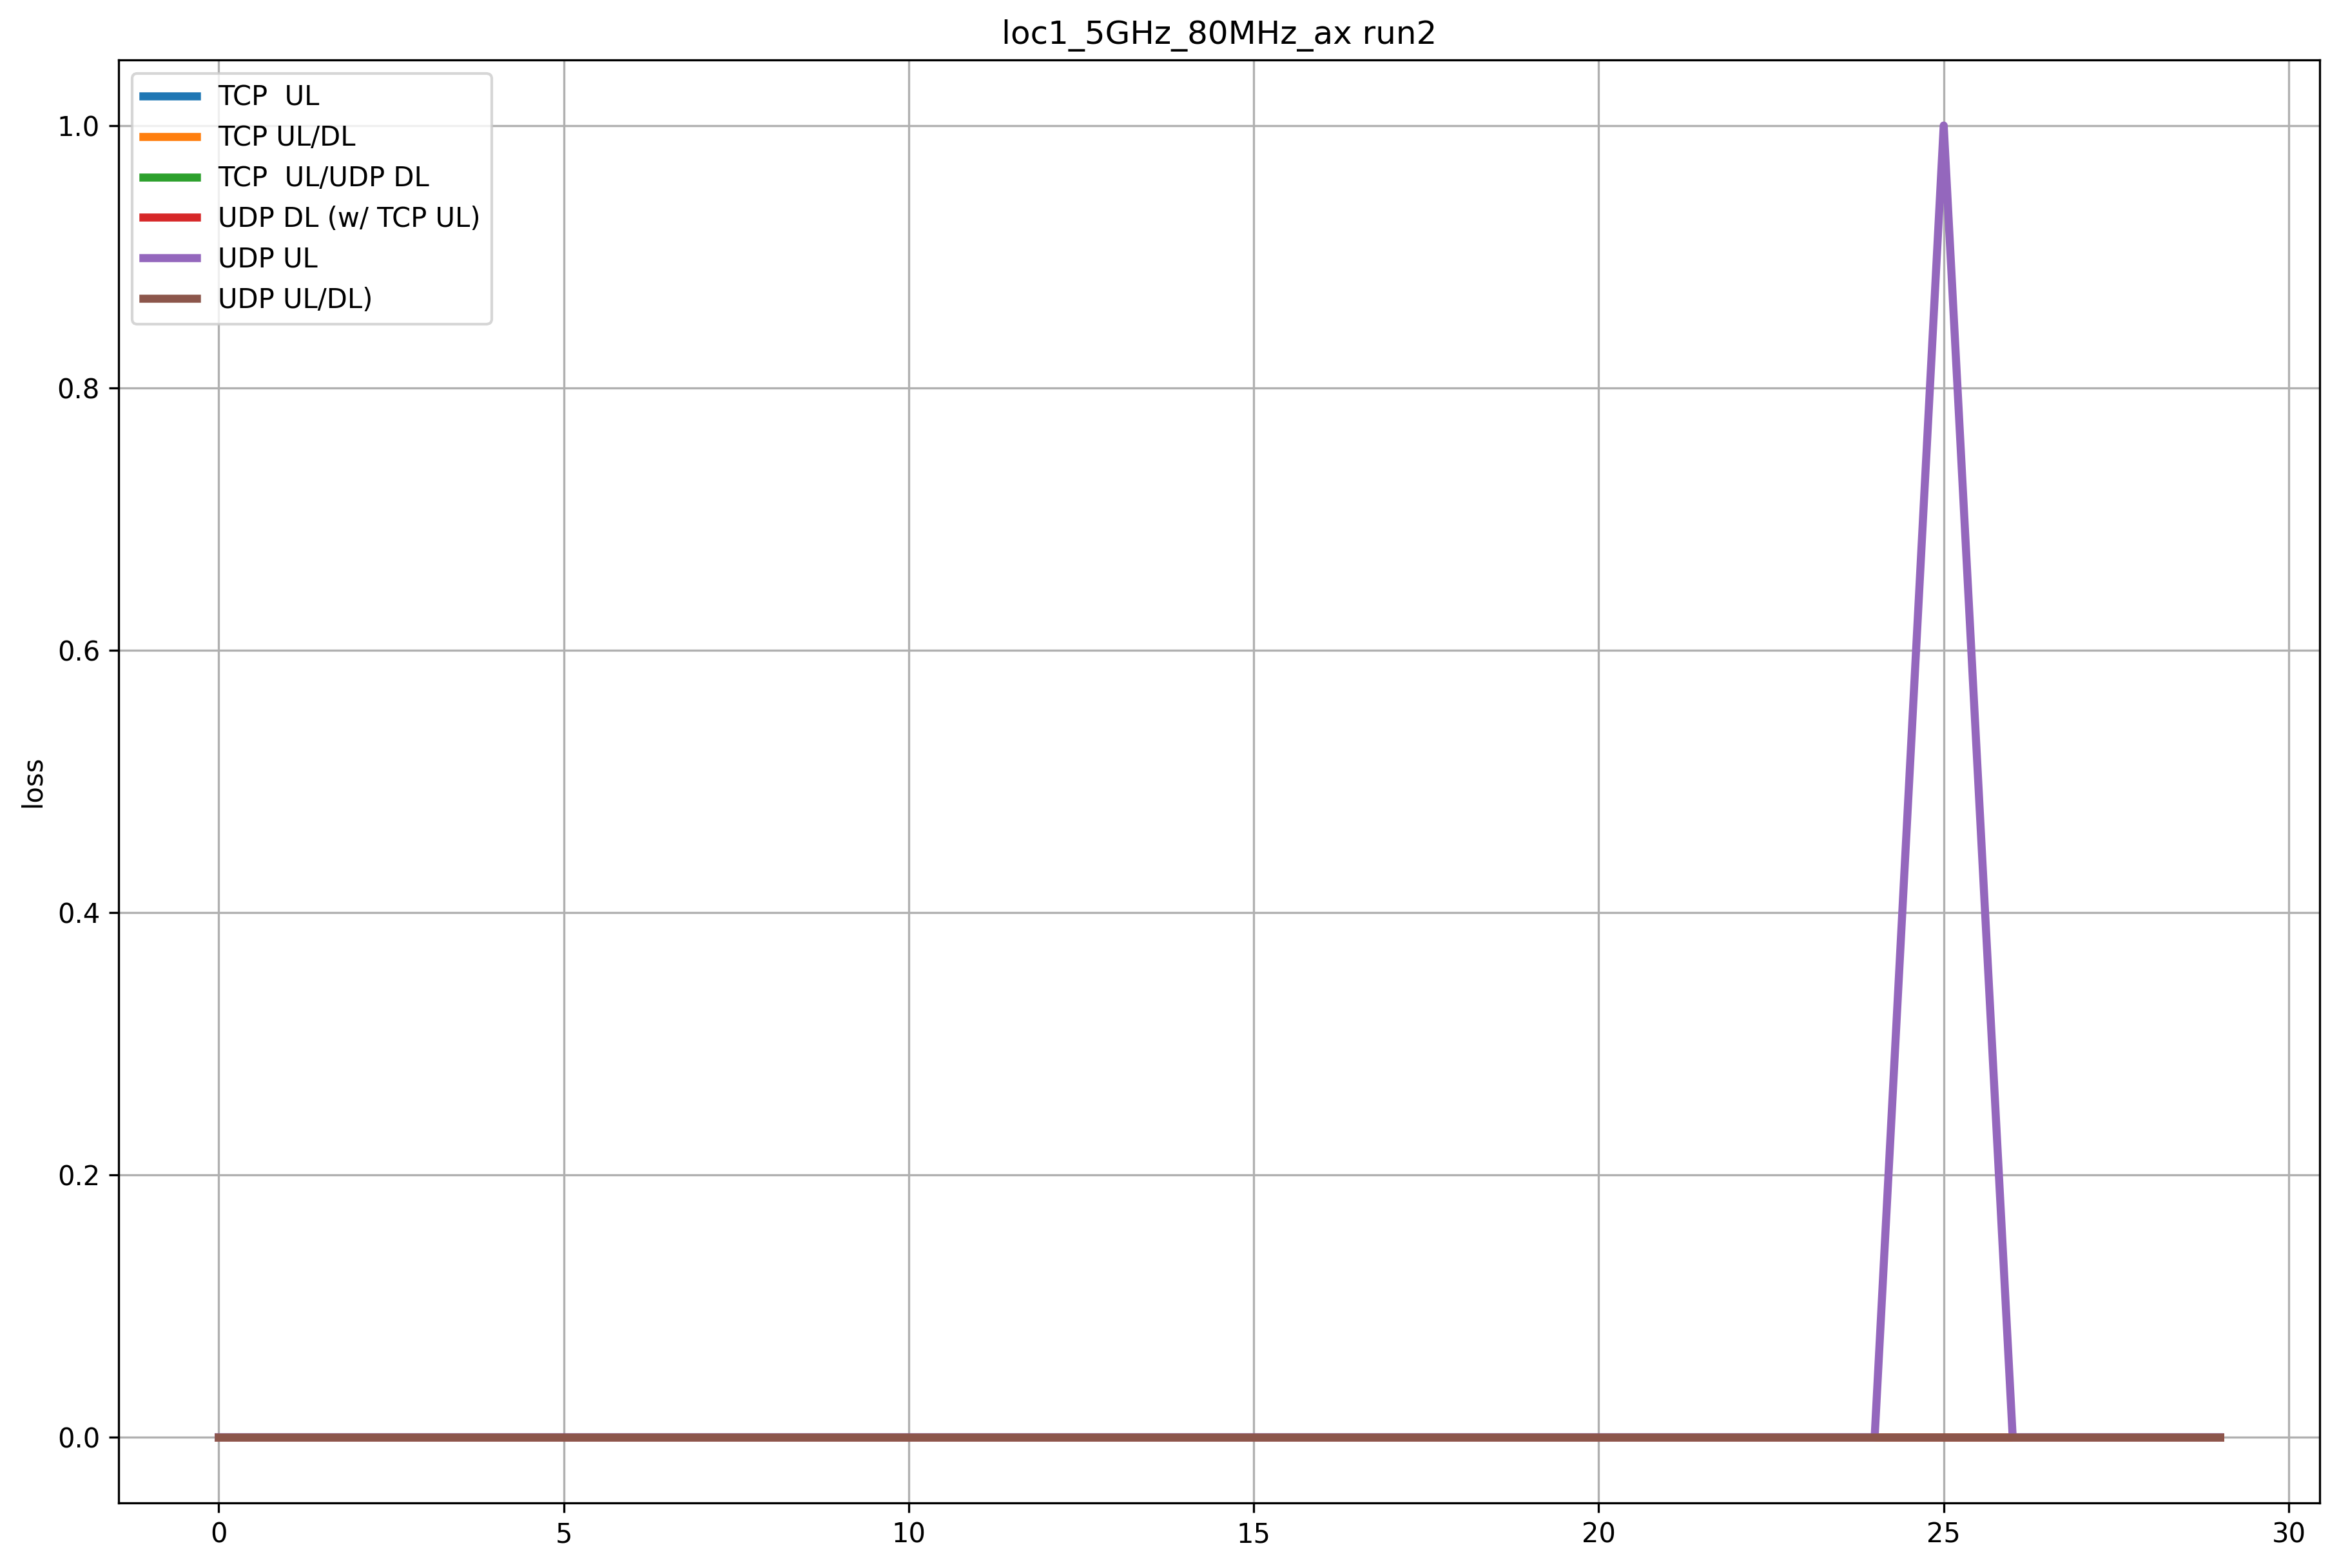 loc1_5GHz_80MHz_ax run2
TCP  UL
TCP UL/DL
TCP  UL/UDP DL
UDP DL (w/ TCP UL)
UDP UL
UDP UL/DL)
1.0
0.8
0.6
0.4
0.2
0.0
loss
0 5 10 15 20 25 30